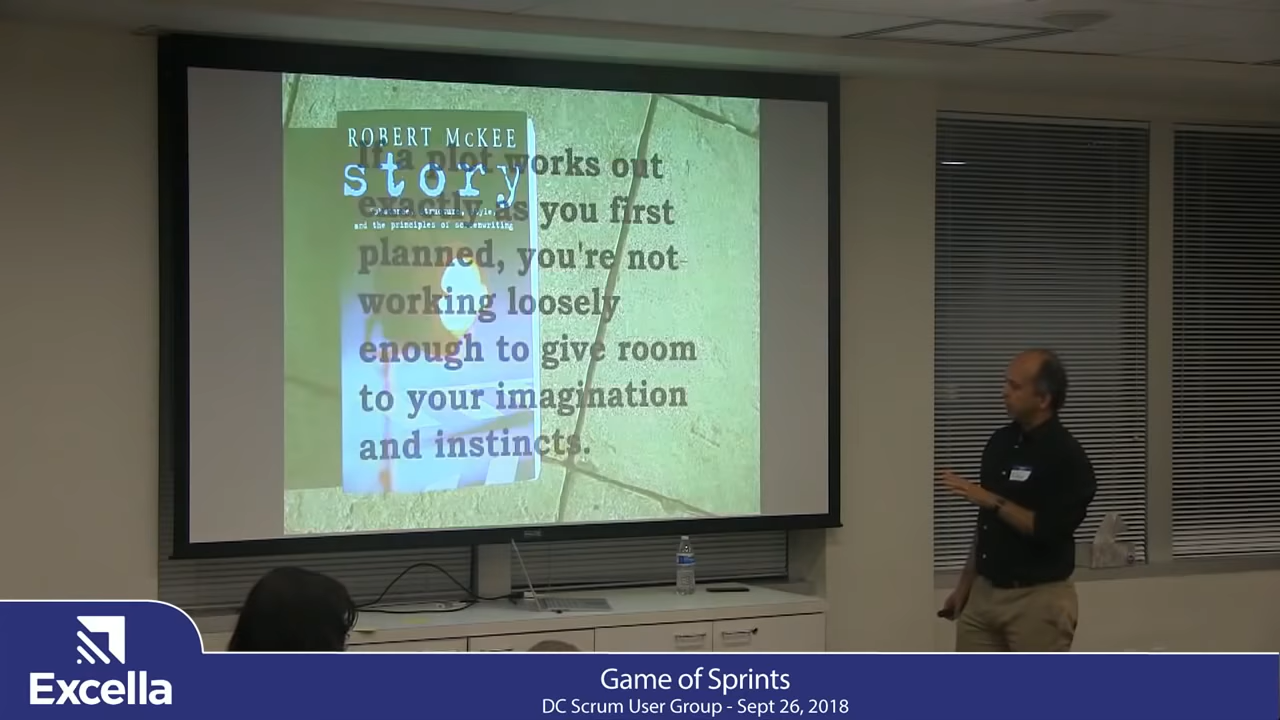 ROBERT McKEE
story
and the principles of screenwriting
If a plot works out
exactly as you first
planned, you're not
working loosely
enough to give room
to your imagination
and instincts.
Excella
Game of Sprints
DC Scrum User Group - Sept 26, 2018